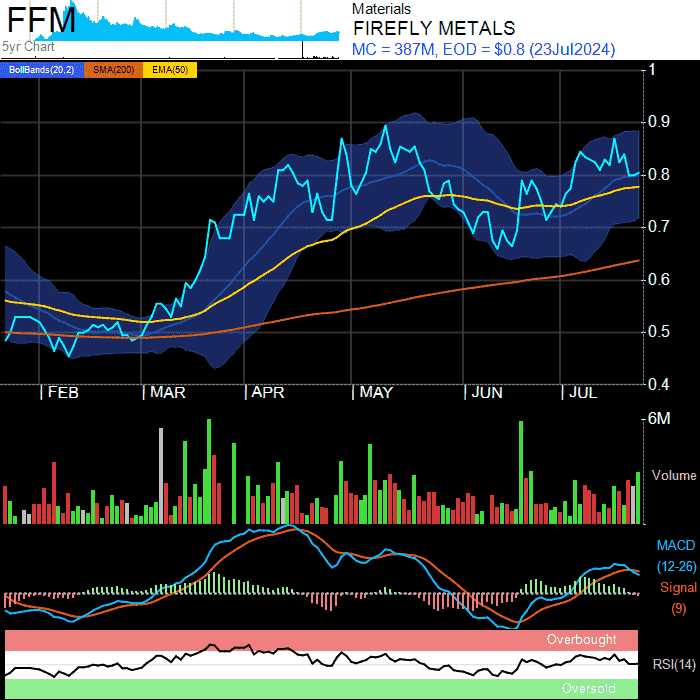 FFM
5yr Chart
Materials
FIREFLY METALS
MC = 387M, EOD = $0.8 (23Jul2024)
BollBands(20,2) SMA(200) EMA(50)
1
0.9
0.8
0.7
0.6
0.5
0.4
| FEB | MAR | APR | MAY | JUN | JUL
6M
Volume
MACD
(12-26)
Signal
(9)
Overbought
RSI(14)
Oversold